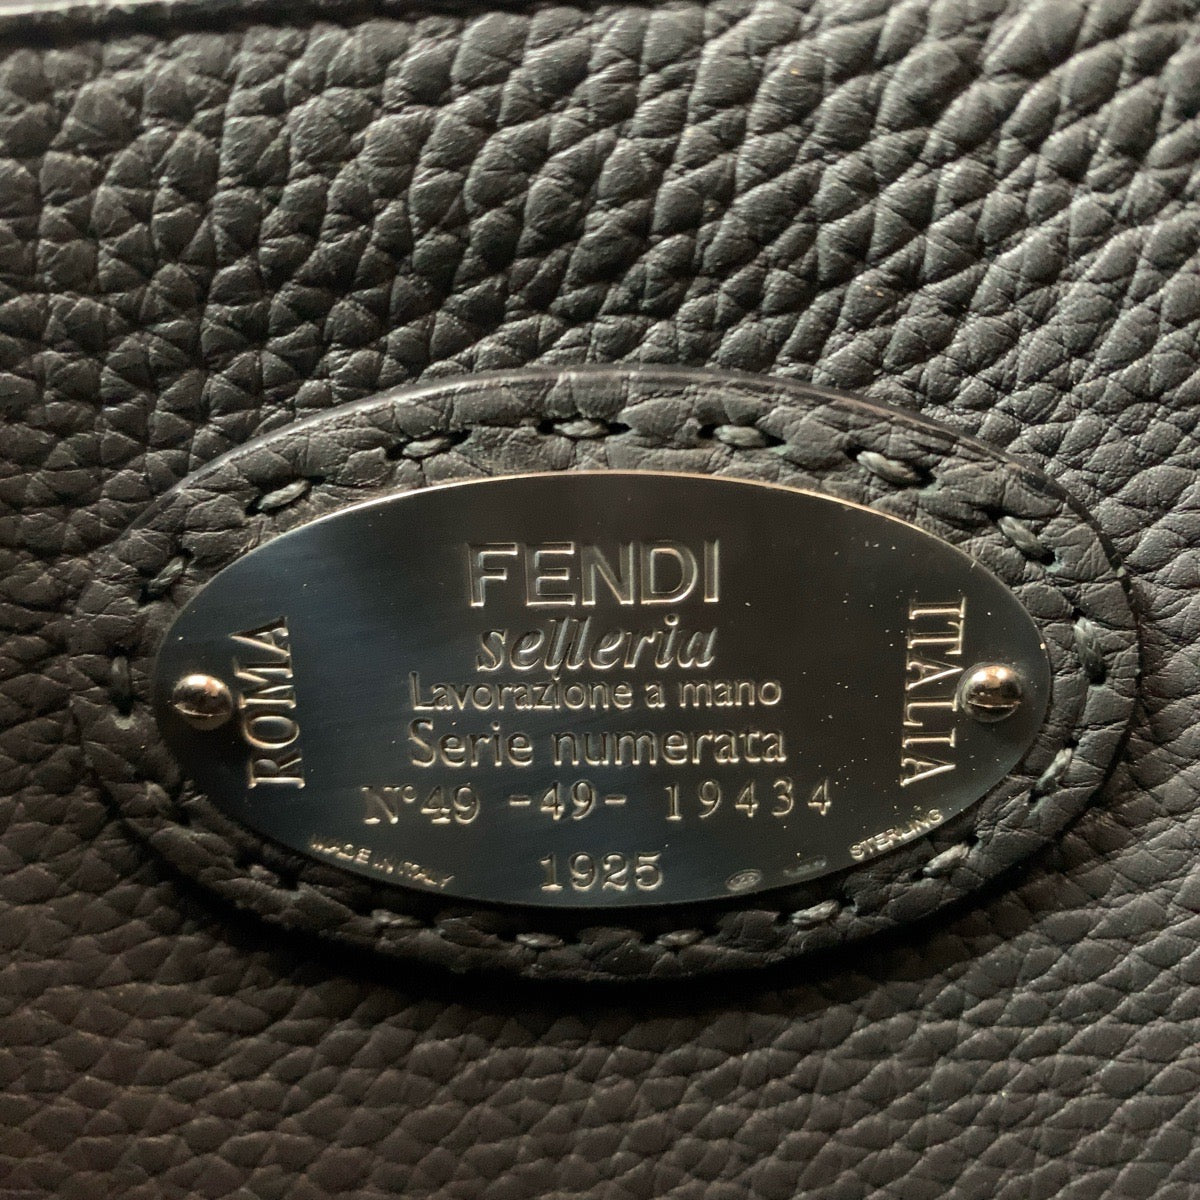 FENDI
selleria
Lavorazione a mano
Serie numerata
N°49 -49- 19434
1925
ROMA
ITALIA
MADE IN ITALY
STERLING